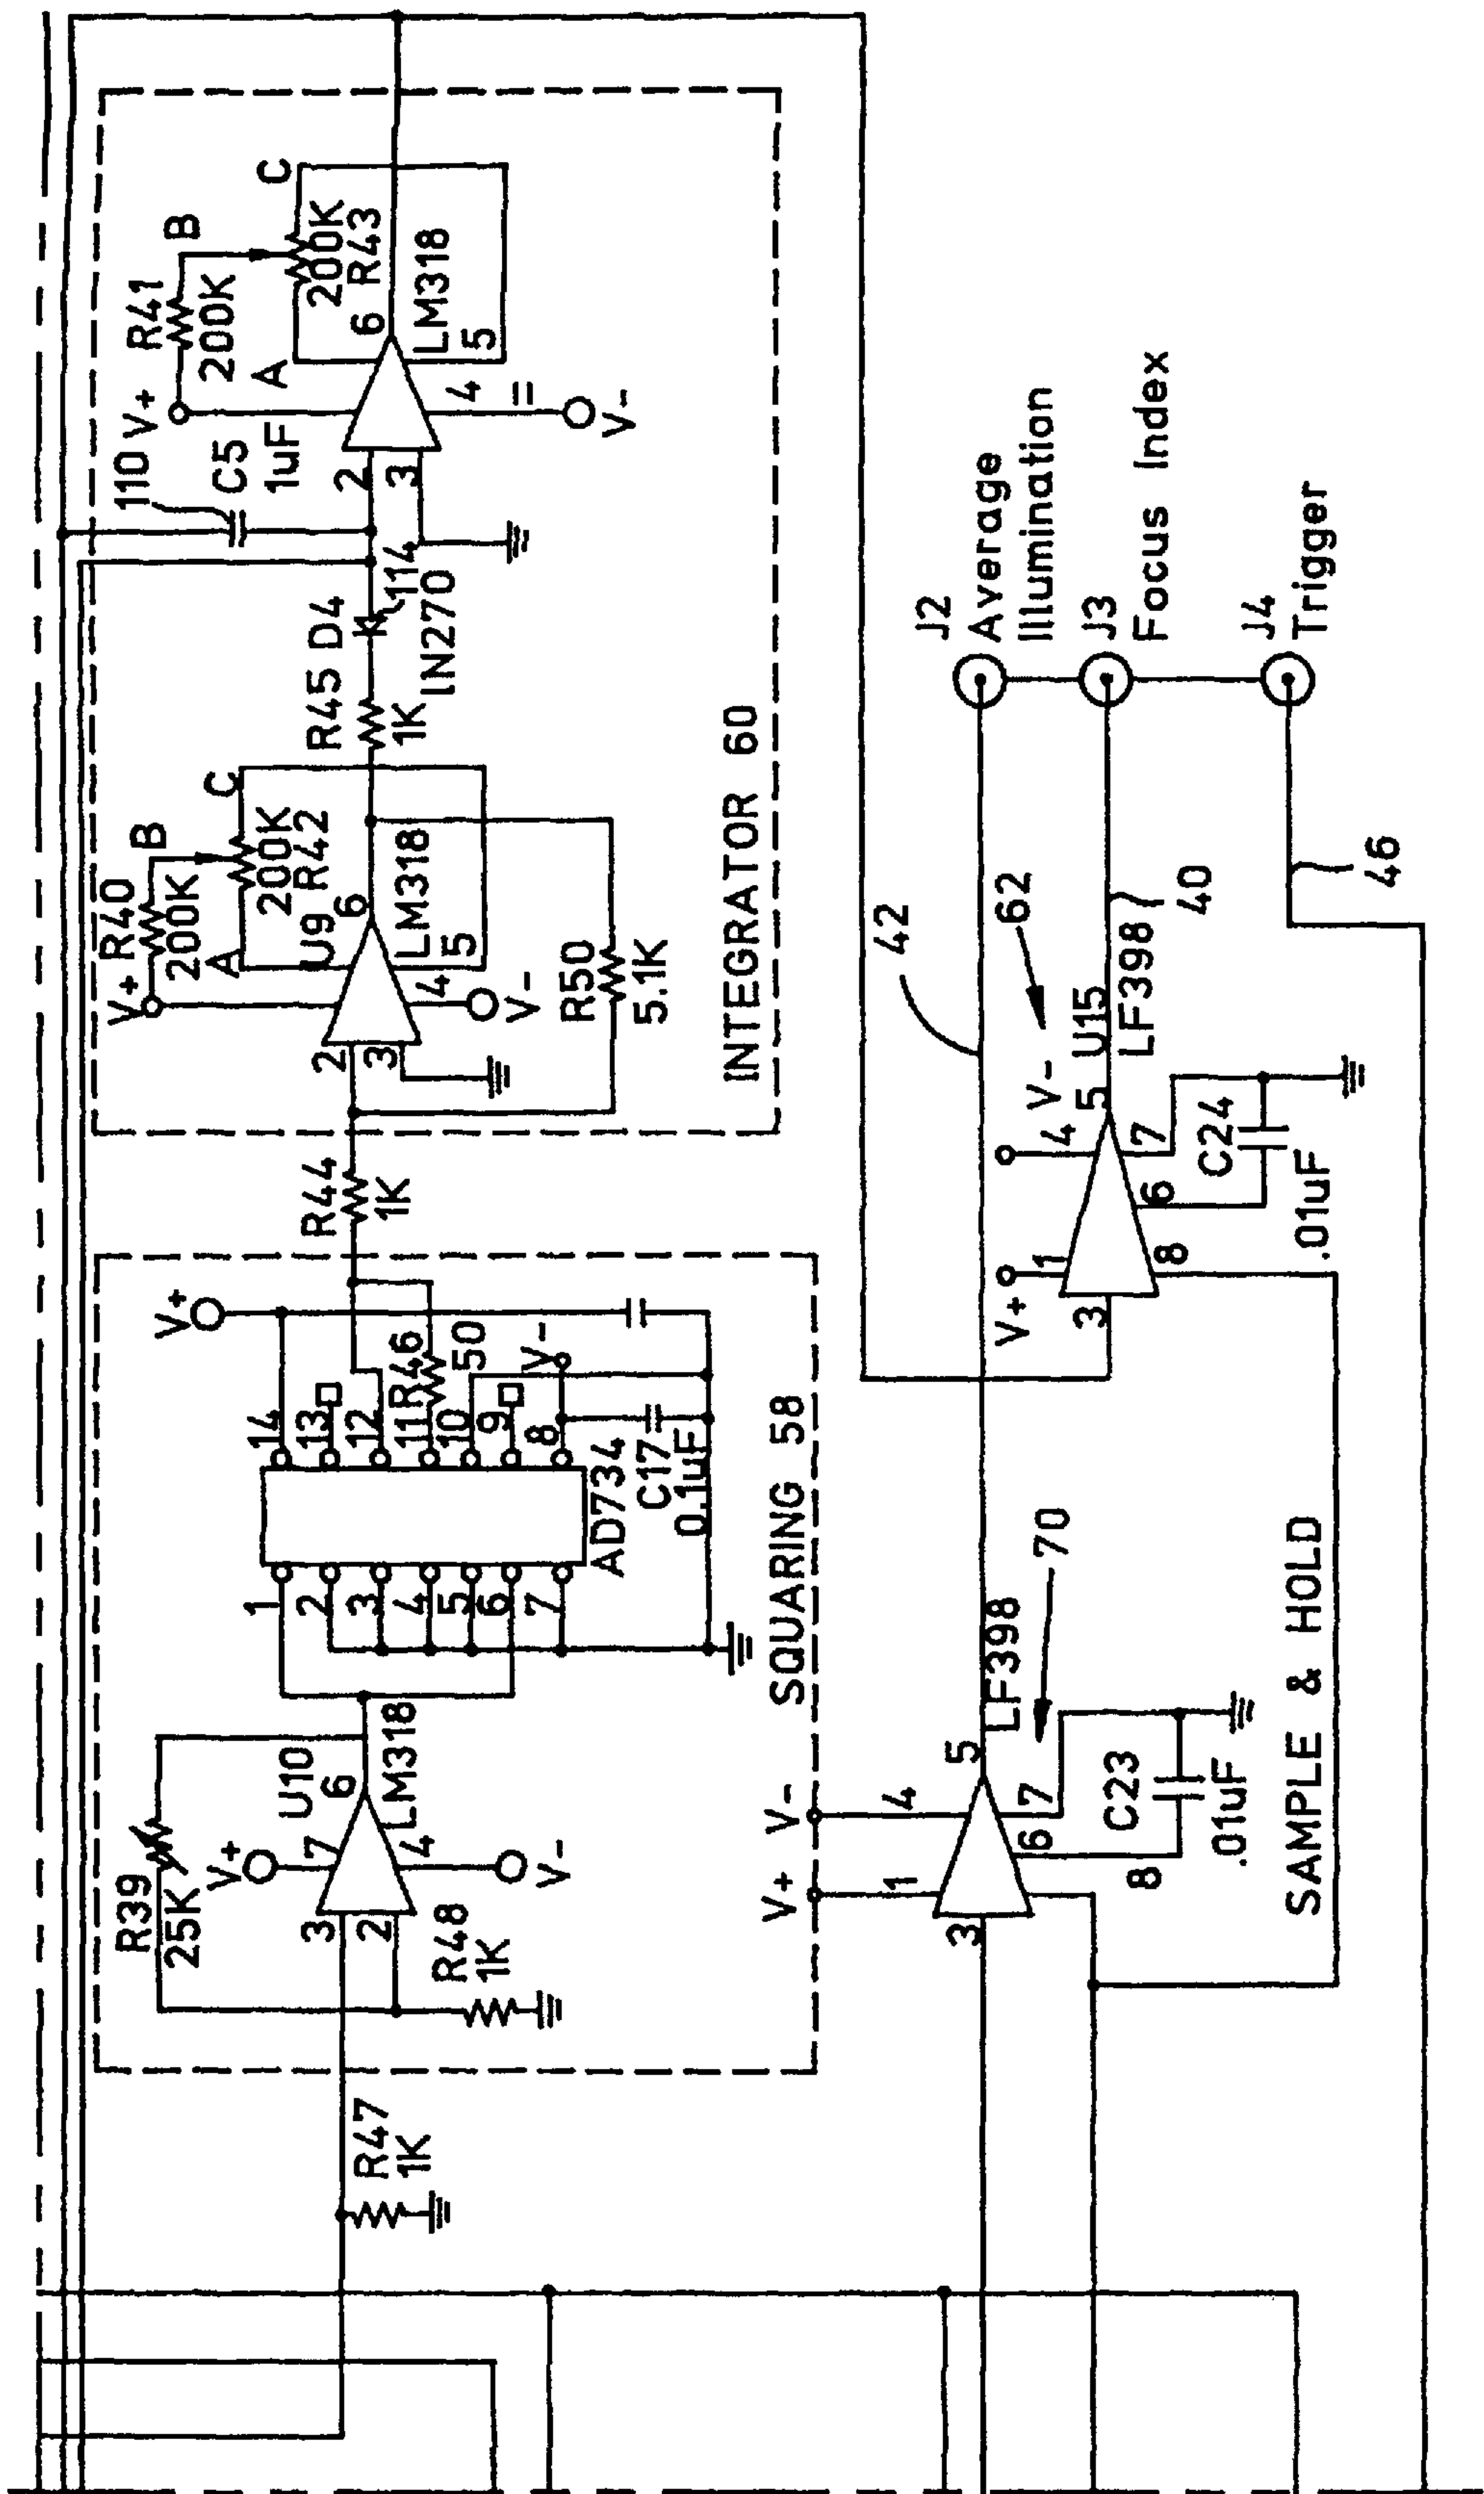 R47
1K
R39
25K
V+
U10
7
6
3
2
4
LM318
V-
R48
1K
1
2
3
4
5
6
7
14
13
12
11
10
9
8
AD734
V+
R46
50
V-
C17
0.1uF
SQUARING 58
R44
1K
V+
R40
200K
A
B
C
200K
R42
U9
6
2
3
4
5
LM318
V-
R50
5.1K
R45
1K
D4
114
1N270
110
C5
1uF
V+
R41
200K
A
B
C
200K
R43
6
2
3
4
5
LM318
=
V-
INTEGRATOR 60
V+
V-
1
4
3
5
6
7
8
LF398
70
C23
.01uF
V+
V-
1
4
3
5
6
7
8
U15
LF398
62
C24
.01uF
42
40
46
J2
Average
Illumination
J3
Focus Index
J4
Trigger
SAMPLE & HOLD